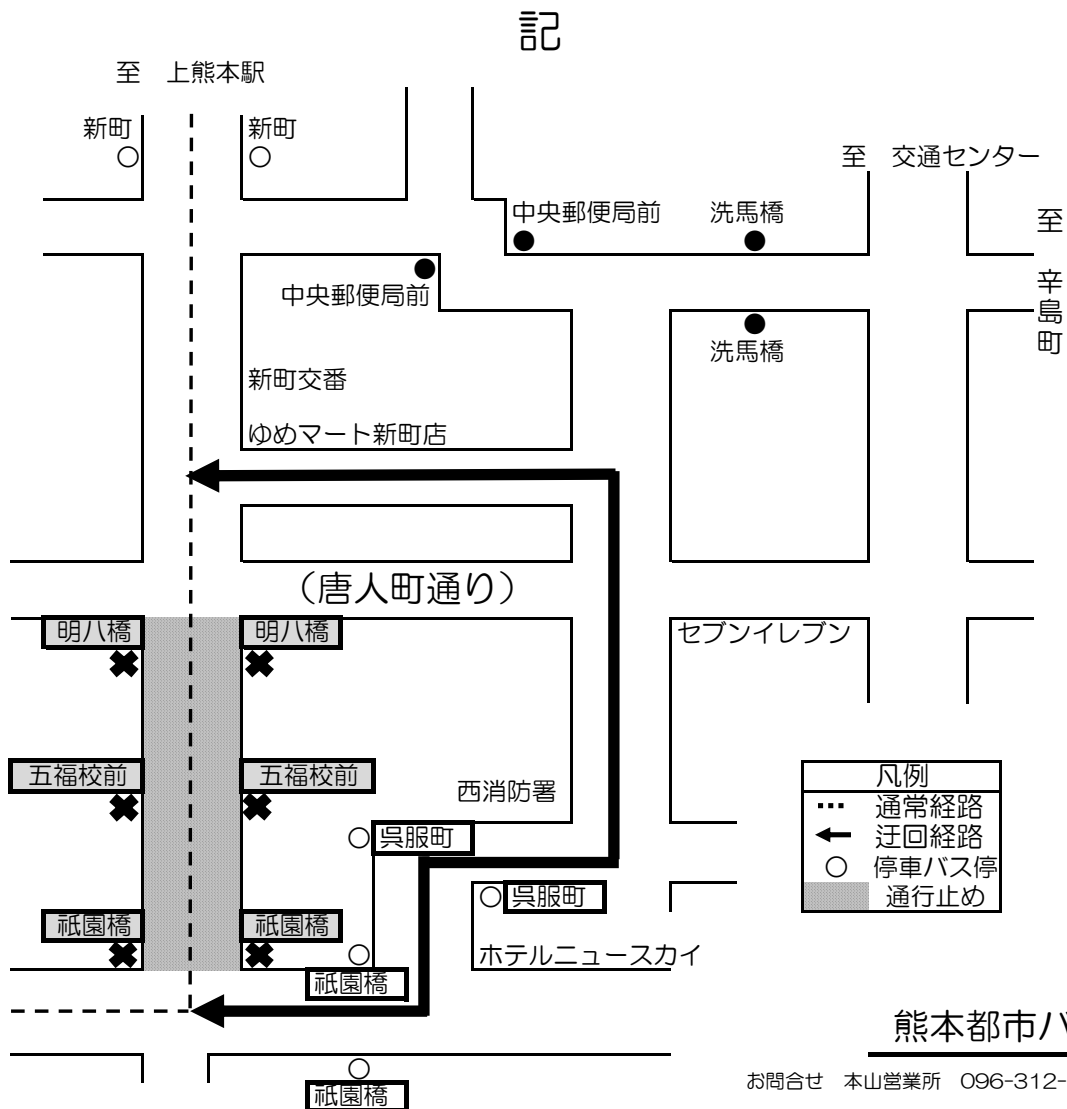 記
至 上熊本駅
新町
新町
至 交通センター
中央郵便局前
洗馬橋
至 辛島町
中央郵便局前
洗馬橋
新町交番
ゆめマート新町店
（唐人町通り）
明八橋
明八橋
セブンイレブン
五福校前
五福校前
西消防署
凡例
通常経路
迂回経路
停車バス停
通行止め
呉服町
呉服町
祇園橋
祇園橋
ホテルニュースカイ
祇園橋
熊本都市バ
お問合せ 本山営業所 096-312-
祇園橋